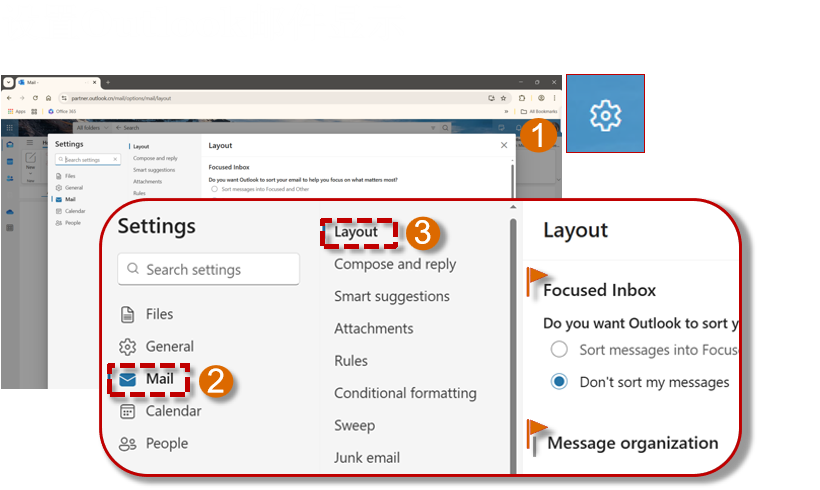 Mail -
partner.outlook.cn/mail/options/mail/layout
Apps
Office 365
All Bookmarks
All folders
Search
1
Settings
Search settings
Files
General
Mail
Calendar
People
Layout
Compose and reply
Smart suggestions
Attachments
Rules
Layout
Focused Inbox
Do you want Outlook to sort your email to help you focus on what matters most?
Sort messages into Focused and Other
New
Settings
Search settings
Files
General
Mail
2
Calendar
People
Layout
3
Compose and reply
Smart suggestions
Attachments
Rules
Conditional formatting
Sweep
Junk email
Layout
Focused Inbox
Do you want Outlook to sort y
Sort messages into Focus
Don't sort my messages
Message organization